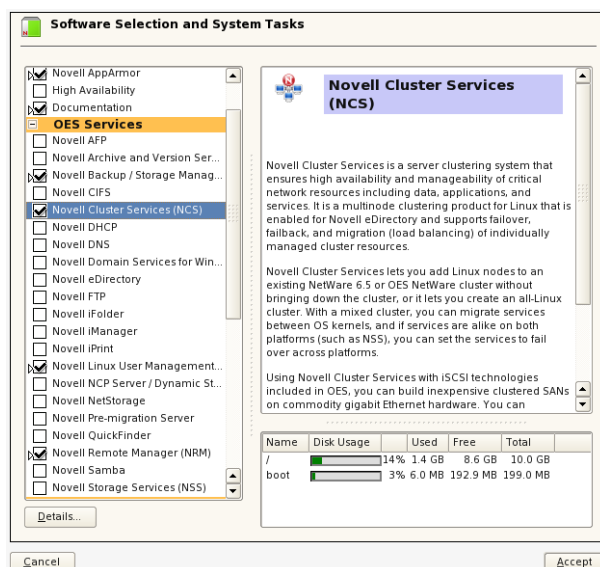 Software Selection and System Tasks
Novell AppArmor
High Availability
Documentation
OES Services
Novell AFP
Novell Archive and Version Ser...
Novell Backup / Storage Manag...
Novell CIFS
Novell Cluster Services (NCS)
Novell DHCP
Novell DNS
Novell Domain Services for Win...
Novell eDirectory
Novell FTP
Novell iFolder
Novell iManager
Novell iPrint
Novell Linux User Management...
Novell NCP Server / Dynamic St...
Novell NetStorage
Novell Pre-migration Server
Novell QuickFinder
Novell Remote Manager (NRM)
Novell Samba
Novell Storage Services (NSS)
Details...
Novell Cluster Services
(NCS)
Novell Cluster Services is a server clustering system that
ensures high availability and manageability of critical
network resources including data, applications, and
services. It is a multinode clustering product for Linux that is
enabled for Novell eDirectory and supports failover,
failback, and migration (load balancing) of individually
managed cluster resources.
Novell Cluster Services lets you add Linux nodes to an
existing NetWare 6.5 or OES NetWare cluster without
bringing down the cluster, or it lets you create an all-Linux
cluster. With a mixed cluster, you can migrate services
between OS kernels, and if services are alike on both
platforms (such as NSS), you can set the services to fail
over across platforms.
Using Novell Cluster Services with iSCSI technologies
included in OES, you can build inexpensive clustered SANs
on commodity gigabit Ethernet hardware. You can
Name Disk Usage Used Free Total
/ 14% 1.4 GB 8.6 GB 10.0 GB
boot 3% 6.0 MB 192.9 MB 199.0 MB
Cancel
Accept